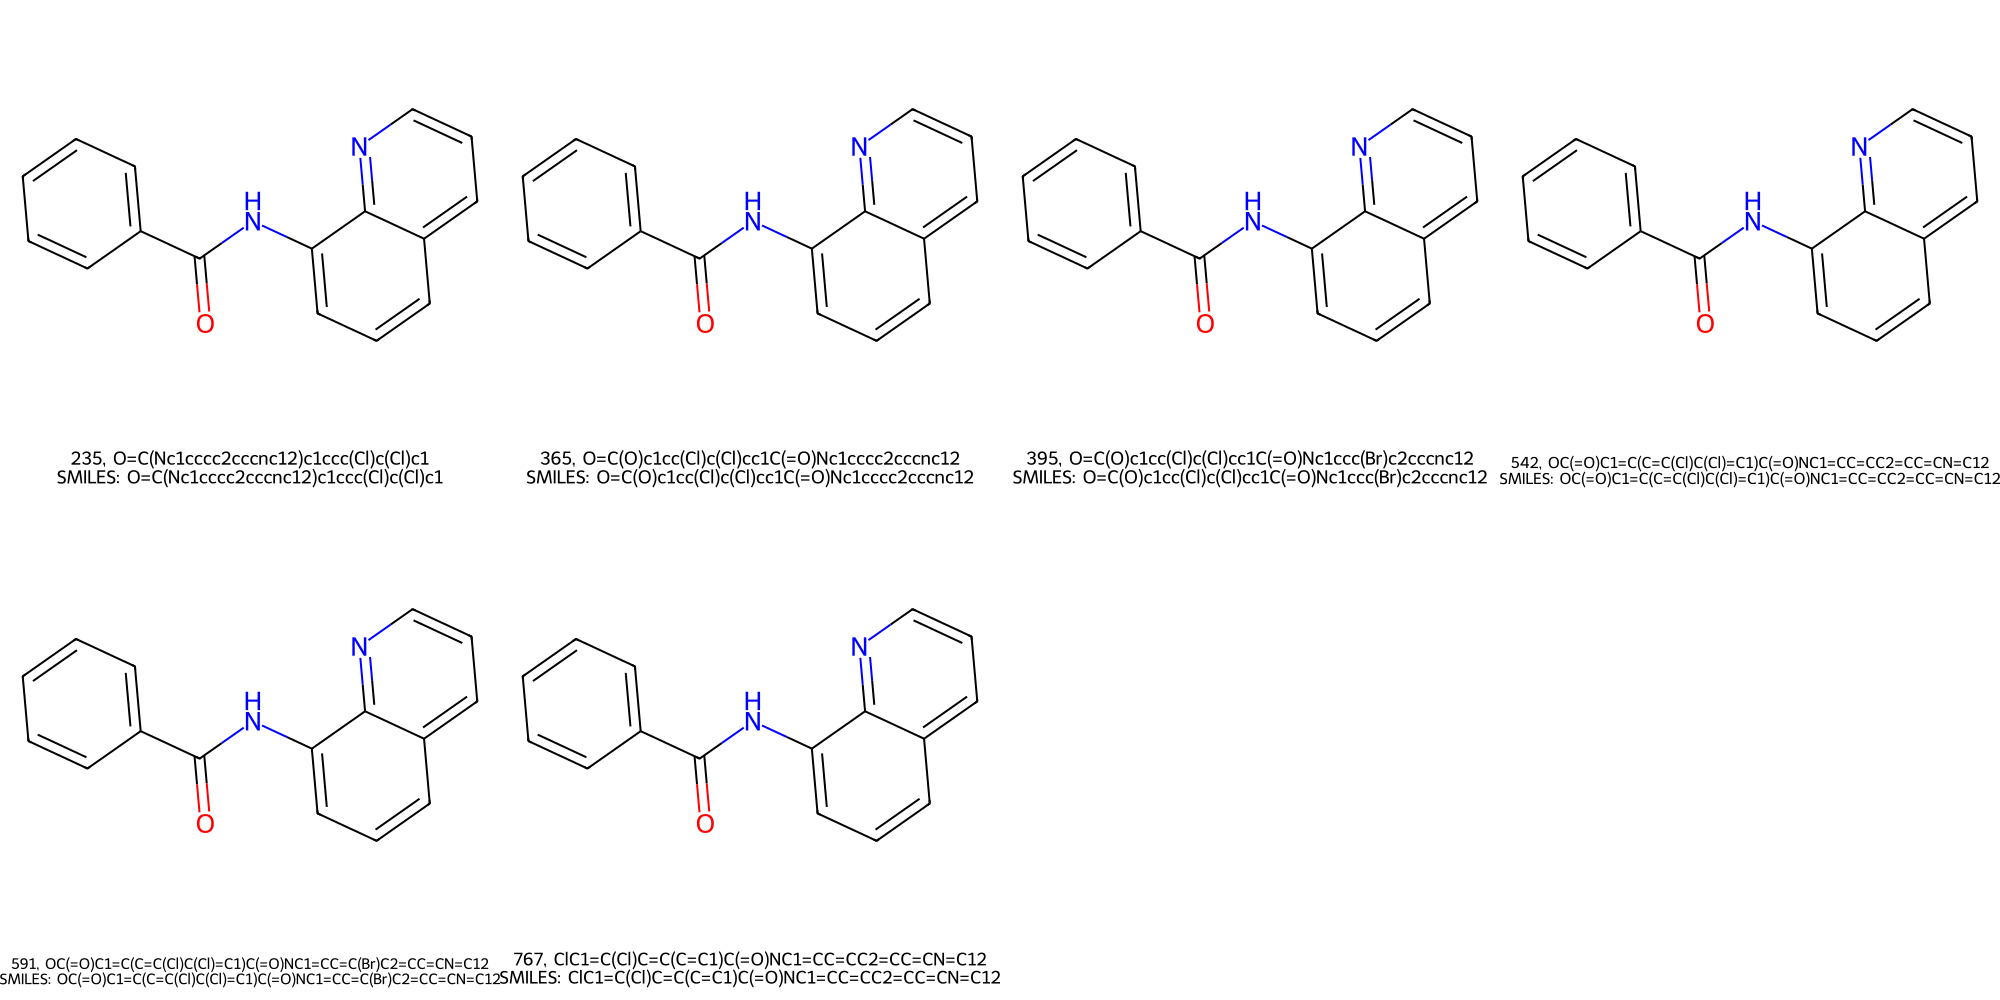 N
N
N
N
H
N
H
N
H
N
H
N
O
O
O
O
235, O=C(Nc1cccc2cccnc12)c1ccc(Cl)c(Cl)c1
SMILES: O=C(Nc1cccc2cccnc12)c1ccc(Cl)c(Cl)c1
365, O=C(O)c1cc(Cl)c(Cl)cc1C(=O)Nc1cccc2cccnc12
SMILES: O=C(O)c1cc(Cl)c(Cl)cc1C(=O)Nc1cccc2cccnc12
395, O=C(O)c1cc(Cl)c(Cl)cc1C(=O)Nc1ccc(Br)c2cccnc12
SMILES: O=C(O)c1cc(Cl)c(Cl)cc1C(=O)Nc1ccc(Br)c2cccnc12
542, OC(=O)C1=C(C=C(Cl)C(Cl)=C1)C(=O)NC1=CC=CC2=CC=CN=C12
SMILES: OC(=O)C1=C(C=C(Cl)C(Cl)=C1)C(=O)NC1=CC=CC2=CC=CN=C12
N
N
H
N
H
N
O
O
591, OC(=O)C1=C(C=C(Cl)C(Cl)=C1)C(=O)NC1=CC=C(Br)C2=CC=CN=C12
SMILES: OC(=O)C1=C(C=C(Cl)C(Cl)=C1)C(=O)NC1=CC=C(Br)C2=CC=CN=C12
767, ClC1=C(Cl)C=C(C=C1)C(=O)NC1=CC=CC2=CC=CN=C12
SMILES: ClC1=C(Cl)C=C(C=C1)C(=O)NC1=CC=CC2=CC=CN=C12